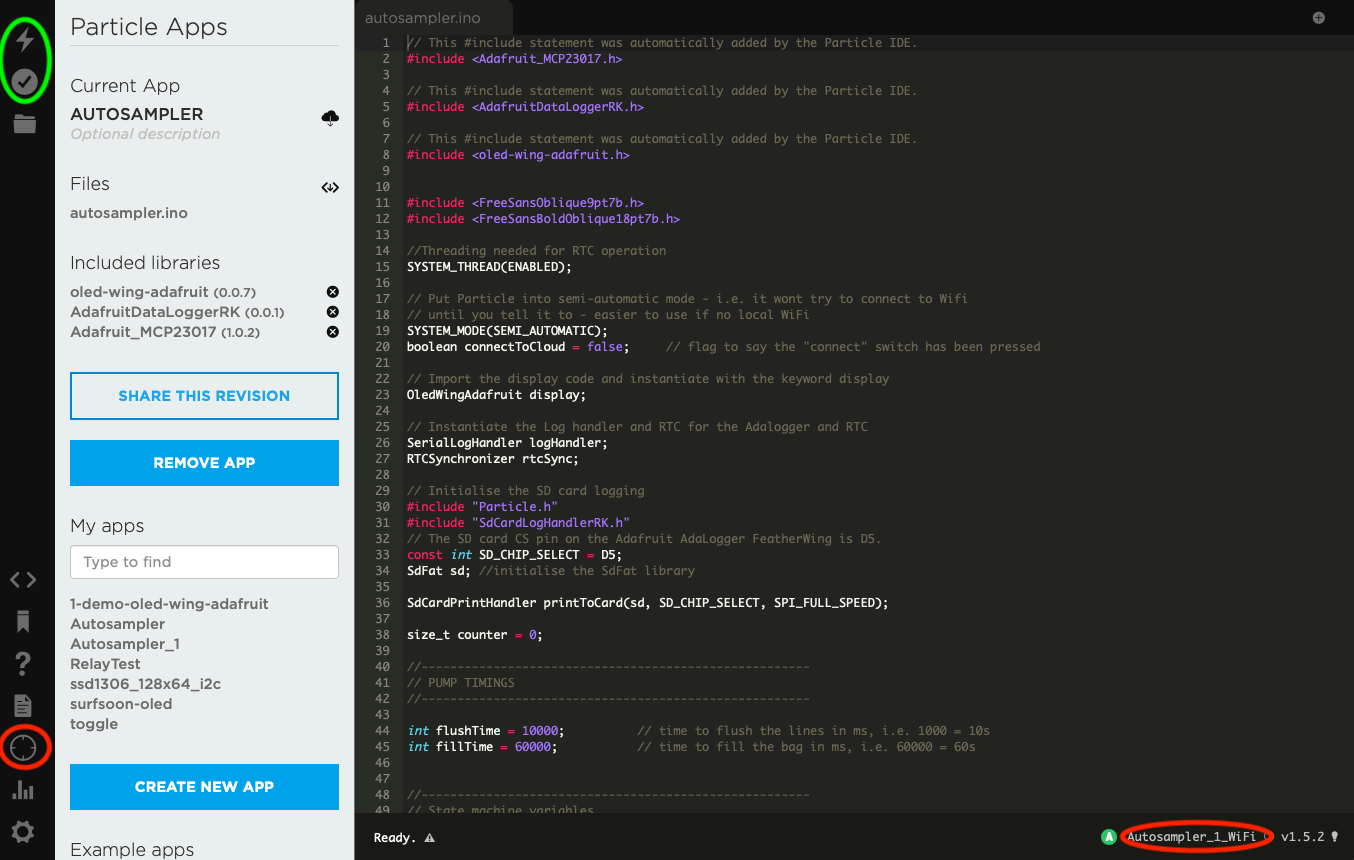 Particle Apps
Current App
AUTOSAMPLER
Optional description
Files
autosampler.ino
Included libraries
oled-wing-adafruit (0.0.7)
AdafruitDataLoggerRK (0.0.1)
Adafruit_MCP23017 (1.0.2)
SHARE THIS REVISION
REMOVE APP
My apps
Type to find
1-demo-oled-wing-adafruit
Autosampler
Autosampler_1
RelayTest
ssd1306_128x64_i2c
surfsoon-oled
toggle
CREATE NEW APP
Example apps
autosampler.ino
1 // This #include statement was automatically added by the Particle IDE.
2 #include <Adafruit_MCP23017.h>
3
4 // This #include statement was automatically added by the Particle IDE.
5 #include <AdafruitDataLoggerRK.h>
6
7 // This #include statement was automatically added by the Particle IDE.
8 #include <oled-wing-adafruit.h>
9
10
11 #include <FreeSansOblique9pt7b.h>
12 #include <FreeSansBoldOblique18pt7b.h>
13
14 //Threading needed for RTC operation
15 SYSTEM_THREAD(ENABLED);
16
17 // Put Particle into semi-automatic mode - i.e. it wont try to connect to Wifi
18 // until you tell it to - easier to use if no local WiFi
19 SYSTEM_MODE(SEMI_AUTOMATIC);
20 boolean connectToCloud = false; // flag to say the "connect" switch has been pressed
21
22 // Import the display code and instantiate with the keyword display
23 OledWingAdafruit display;
24
25 // Instantiate the Log handler and RTC for the Adalogger and RTC
26 SerialLogHandler logHandler;
27 RTCSynchronizer rtcSync;
28
29 // Initialise the SD card logging
30 #include "Particle.h"
31 #include "SdCardLogHandlerRK.h"
32 // The SD card CS pin on the Adafruit AdaLogger FeatherWing is D5.
33 const int SD_CHIP_SELECT = D5;
34 SdFat sd; //initialise the SdFat library
35
36 SdCardPrintHandler printToCard(sd, SD_CHIP_SELECT, SPI_FULL_SPEED);
37
38 size_t counter = 0;
39
40 //------------------------------------------------------
41 // PUMP TIMINGS
42 //------------------------------------------------------
43
44 int flushTime = 10000; // time to flush the lines in ms, i.e. 1000 = 10s
45 int fillTime = 60000; // time to fill the bag in ms, i.e. 60000 = 60s
46
47
48 //------------------------------------------------------
49 // State machine variables
Ready.
A Autosampler_1_WiFi v1.5.2